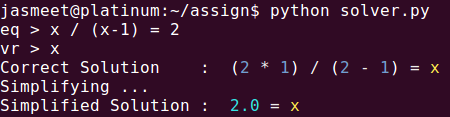 jasmeet@platinum:~/assign$ python solver.py
eq > x / (x-1) = 2
vr > x
Correct Solution    :  (2 * 1) / (2 - 1) = x
Simplifying ...
Simplified Solution :  2.0 = x